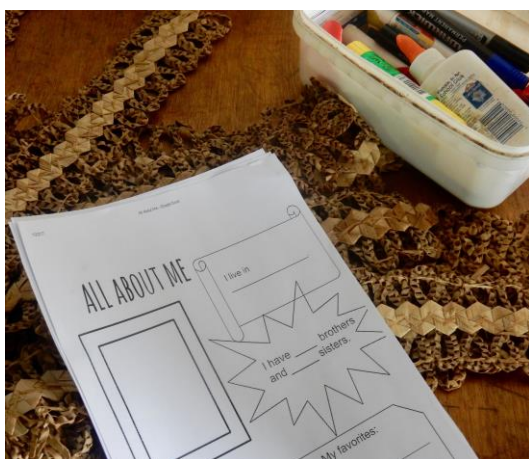 ALL ABOUT ME
I live in
I have ___ brothers
and ___ sisters.
My favorites: